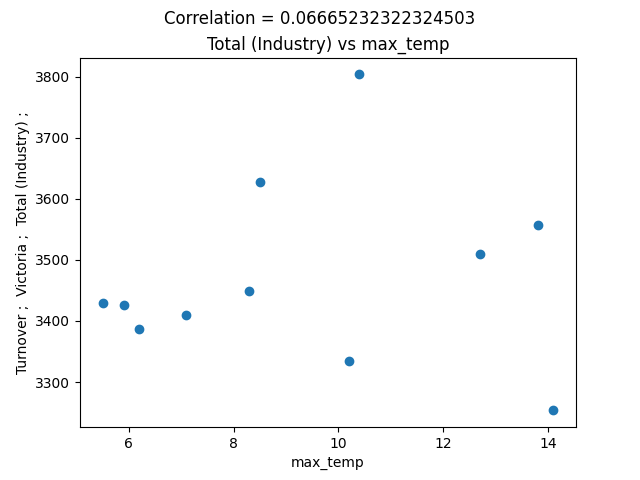 Correlation = 0.06665232322324503
Total (Industry) vs max_temp
Turnover ;  Victoria ;  Total (Industry) ;
3800
3700
3600
3500
3400
3300
6 8 10 12 14
max_temp